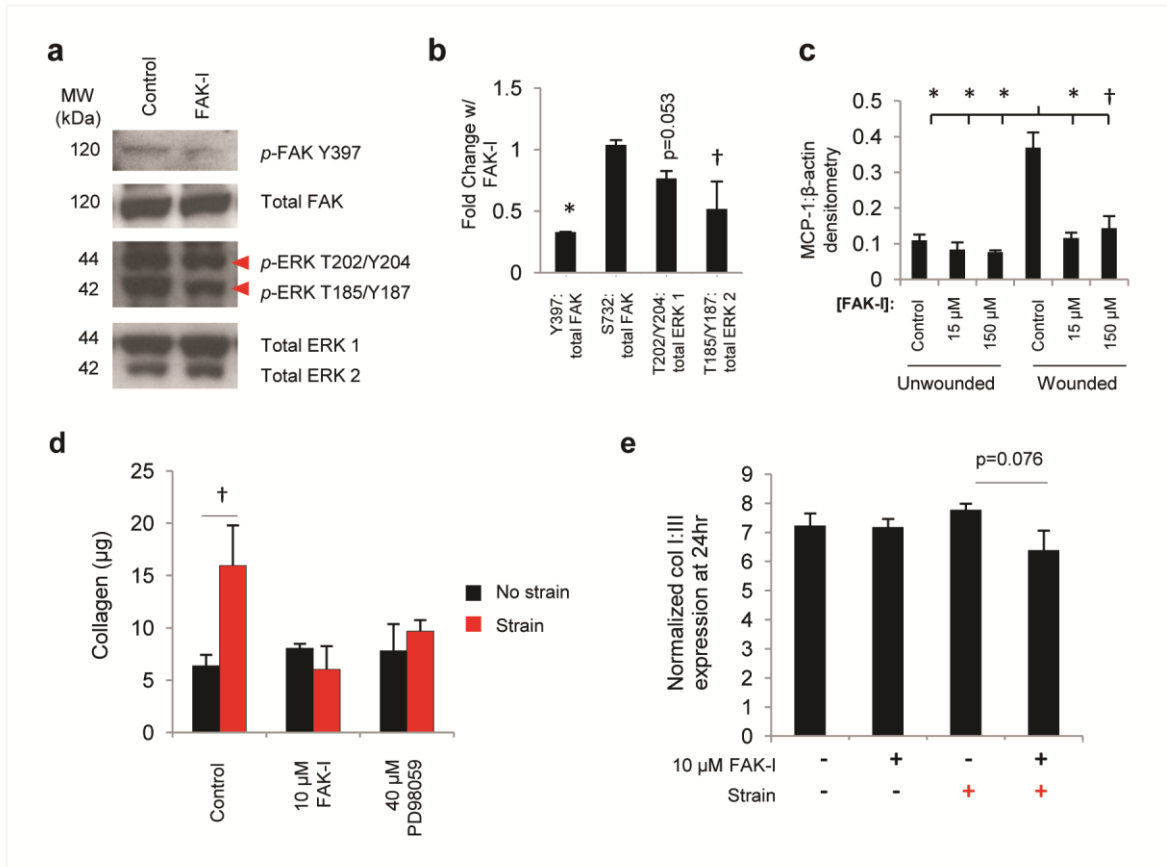 a
Control
FAK-I
MW
(kDa)
120
p-FAK Y397
120
Total FAK
44
p-ERK T202/Y204
42
p-ERK T185/Y187
44
Total ERK 1
42
Total ERK 2
b
Fold Change w/
FAK-I
1.5
1
0.5
0
*
p=0.053
†
Y397:
total FAK
S732:
total FAK
T202/Y204:
total ERK 1
T185/Y187:
total ERK 2
c
MCP-1:β-actin
densitometry
0.5
0.4
0.3
0.2
0.1
0
* * * * †
[FAK-I]:
Control
15 µM
150 µM
Control
15 µM
150 µM
Unwounded
Wounded
d
Collagen (µg)
25
20
15
10
5
0
†
No strain
Strain
Control
10 µM
FAK-I
40 µM
PD98059
e
Normalized col I:III
expression at 24hr
p=0.076
9
8
7
6
5
4
3
2
1
0
10 µM FAK-I - + - +
Strain - - + +